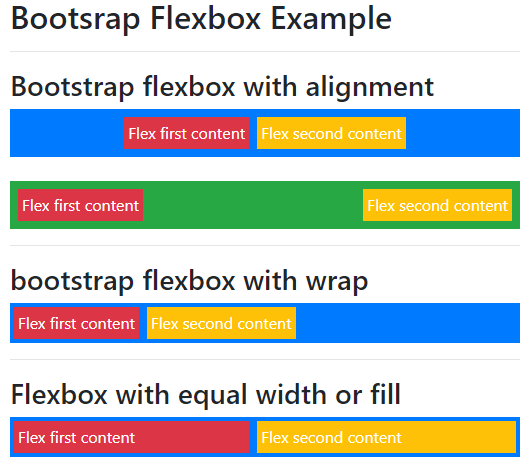 Bootsrap Flexbox Example
Bootstrap flexbox with alignment
Flex first content Flex second content
Flex first content Flex second content
bootstrap flexbox with wrap
Flex first content Flex second content
Flexbox with equal width or fill
Flex first content Flex second content